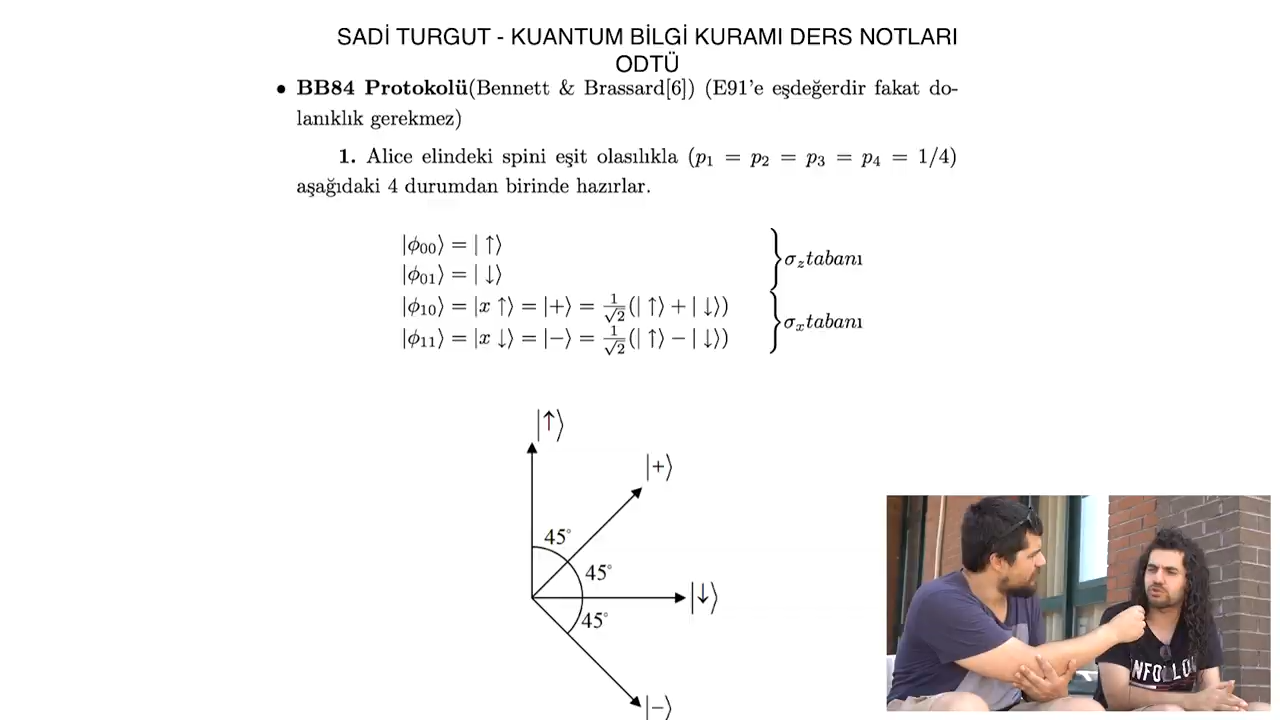 SADİ TURGUT - KUANTUM BİLGİ KURAMI DERS NOTLARI
ODTÜ
• BB84 Protokolü(Bennett & Brassard[6]) (E91'e eşdeğerdir fakat do-
lanıklık gerekmez)
1. Alice elindeki spini eşit olasılıkla (p₁ = p₂ = p₃ = p₄ = 1/4)
aşağıdaki 4 durumdan birinde hazırlar.
|ϕ₀₀⟩ = | ↑⟩
|ϕ₀₁⟩ = | ↓⟩
} σ_z tabanı
|ϕ₁₀⟩ = |x ↑⟩ = |+⟩ = 1/√2 (| ↑⟩ + | ↓⟩)
|ϕ₁₁⟩ = |x ↓⟩ = |−⟩ = 1/√2 (| ↑⟩ − | ↓⟩)
} σₓ tabanı
|↑⟩
|+⟩
45°
45°
|↓⟩
45°
|−⟩